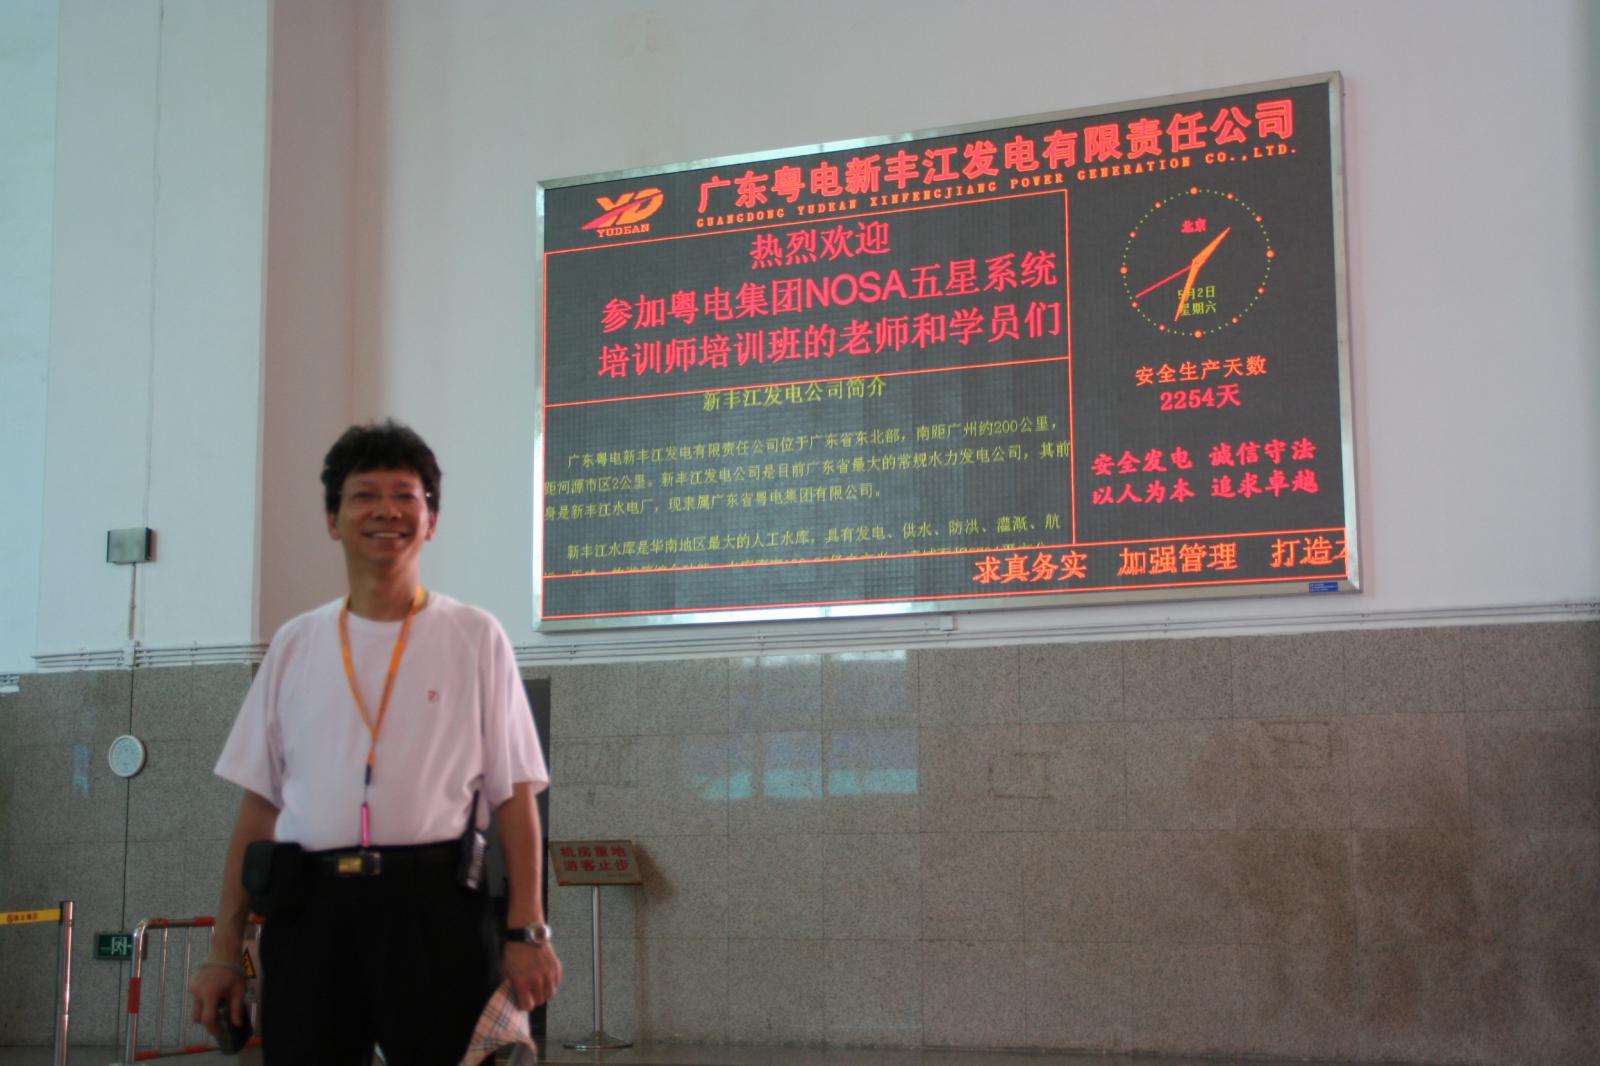 广东粤电新丰江发电有限责任公司
GUANGDONG YUDEAN XINFENGJIANG POWER GENERATION CO.,LTD.
YUDEAN
热烈欢迎
参加粤电集团NOSA五星系统
培训师培训班的老师和学员们
新丰江发电公司简介
广东粤电新丰江发电有限责任公司位于广东省东北部，南距广州约200公里，
距河源市区2公里。新丰江发电公司是目前广东省最大的常规水力发电公司，其前
身是新丰江水电厂，现隶属广东省粤电集团有限公司。
新丰江水库是华南地区最大的人工水库，具有发电、供水、防洪、灌溉、航
北京
5月2日
星期六
安全生产天数
2254天
安全发电 诚信守法
以人为本 追求卓越
求真务实 加强管理 打造
机房重地
游客止步